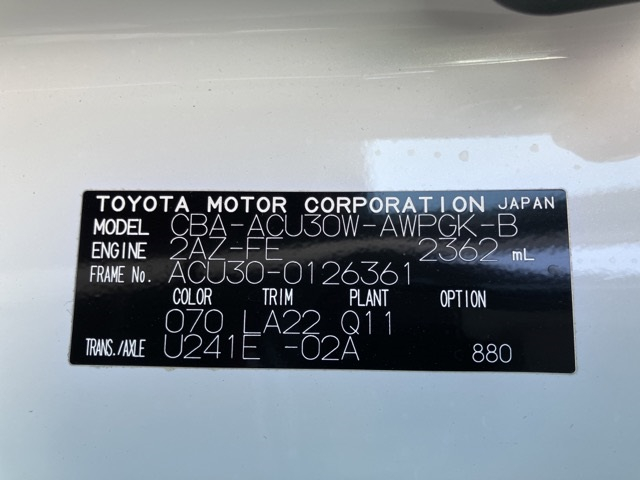 TOYOTA MOTOR CORPORATION JAPAN
MODEL CBA-ACU30W-AWPGK-B
ENGINE 2AZ-FE 2362 mL
FRAME No. ACU30-0126361
COLOR TRIM PLANT OPTION
070 LA22 Q11
TRANS./AXLE U241E -02A 880